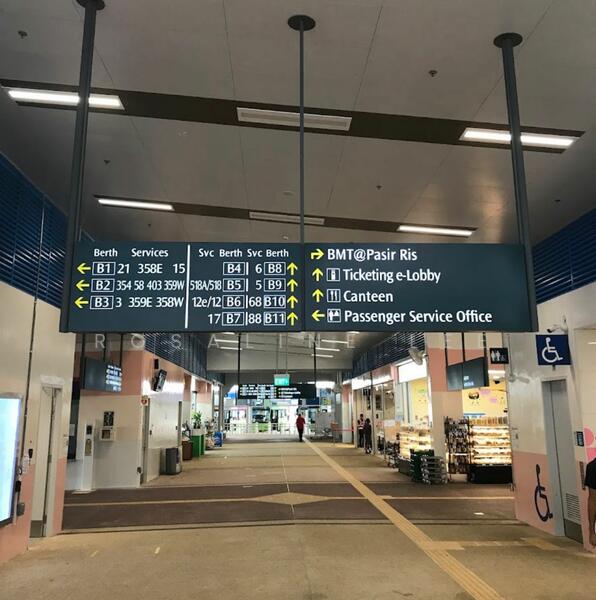 Berth Services
B1 21 358E 15
B2 354 58 403 359W
B3 3 359E 358W
Svc Berth Svc Berth
B4 6 B8
518A/518 B5 5 B9
12e/12 B6 68 B10
17 B7 88 B11
BMT@Pasir Ris
Ticketing e-Lobby
Canteen
Passenger Service Office
ROSALINE LEE